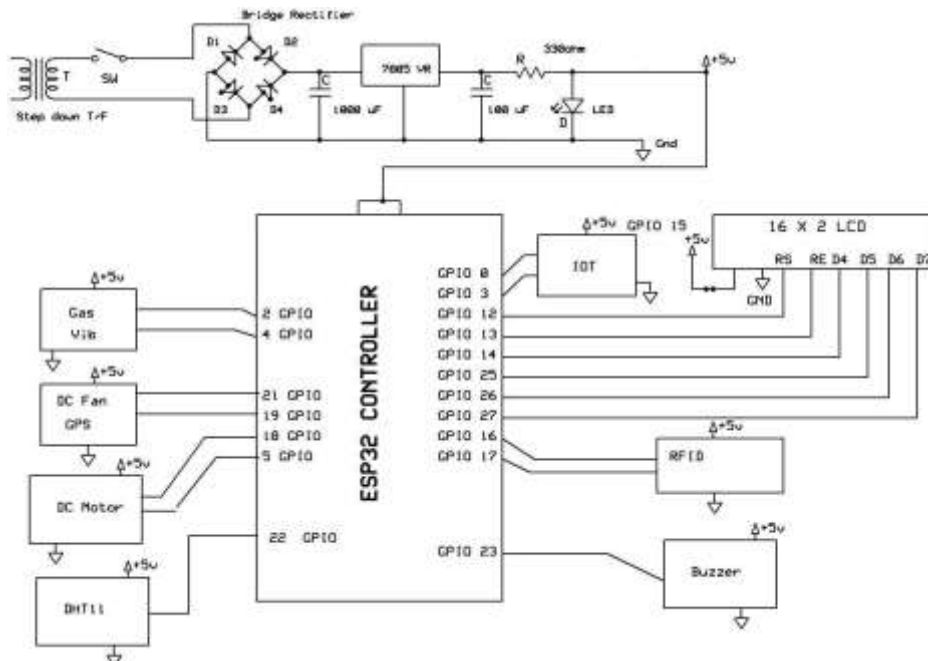 Bridge Rectifier
D1
D2
330ohm
R
+5v
T
SW
7805 VR
C
C
D3
D4
1000 uF
100 uF
D
LED
Step down T/F
Gnd
+5v
GPIO 15
16 X 2 LCD
+5v
IOT
RS
RE
D4
D5
D6
D7
GND
GPIO 0
GPIO 3
GPIO 12
GPIO 13
GPIO 14
GPIO 25
GPIO 26
GPIO 27
GPIO 16
GPIO 17
GPIO 23
ESP32 CONTROLLER
+5v
Gas
Vib
2 GPIO
4 GPIO
+5v
DC Fan
GPS
21 GPIO
19 GPIO
18 GPIO
5 GPIO
+5v
DC Motor
22 GPIO
+5v
DHT11
+5v
RFID
+5v
Buzzer